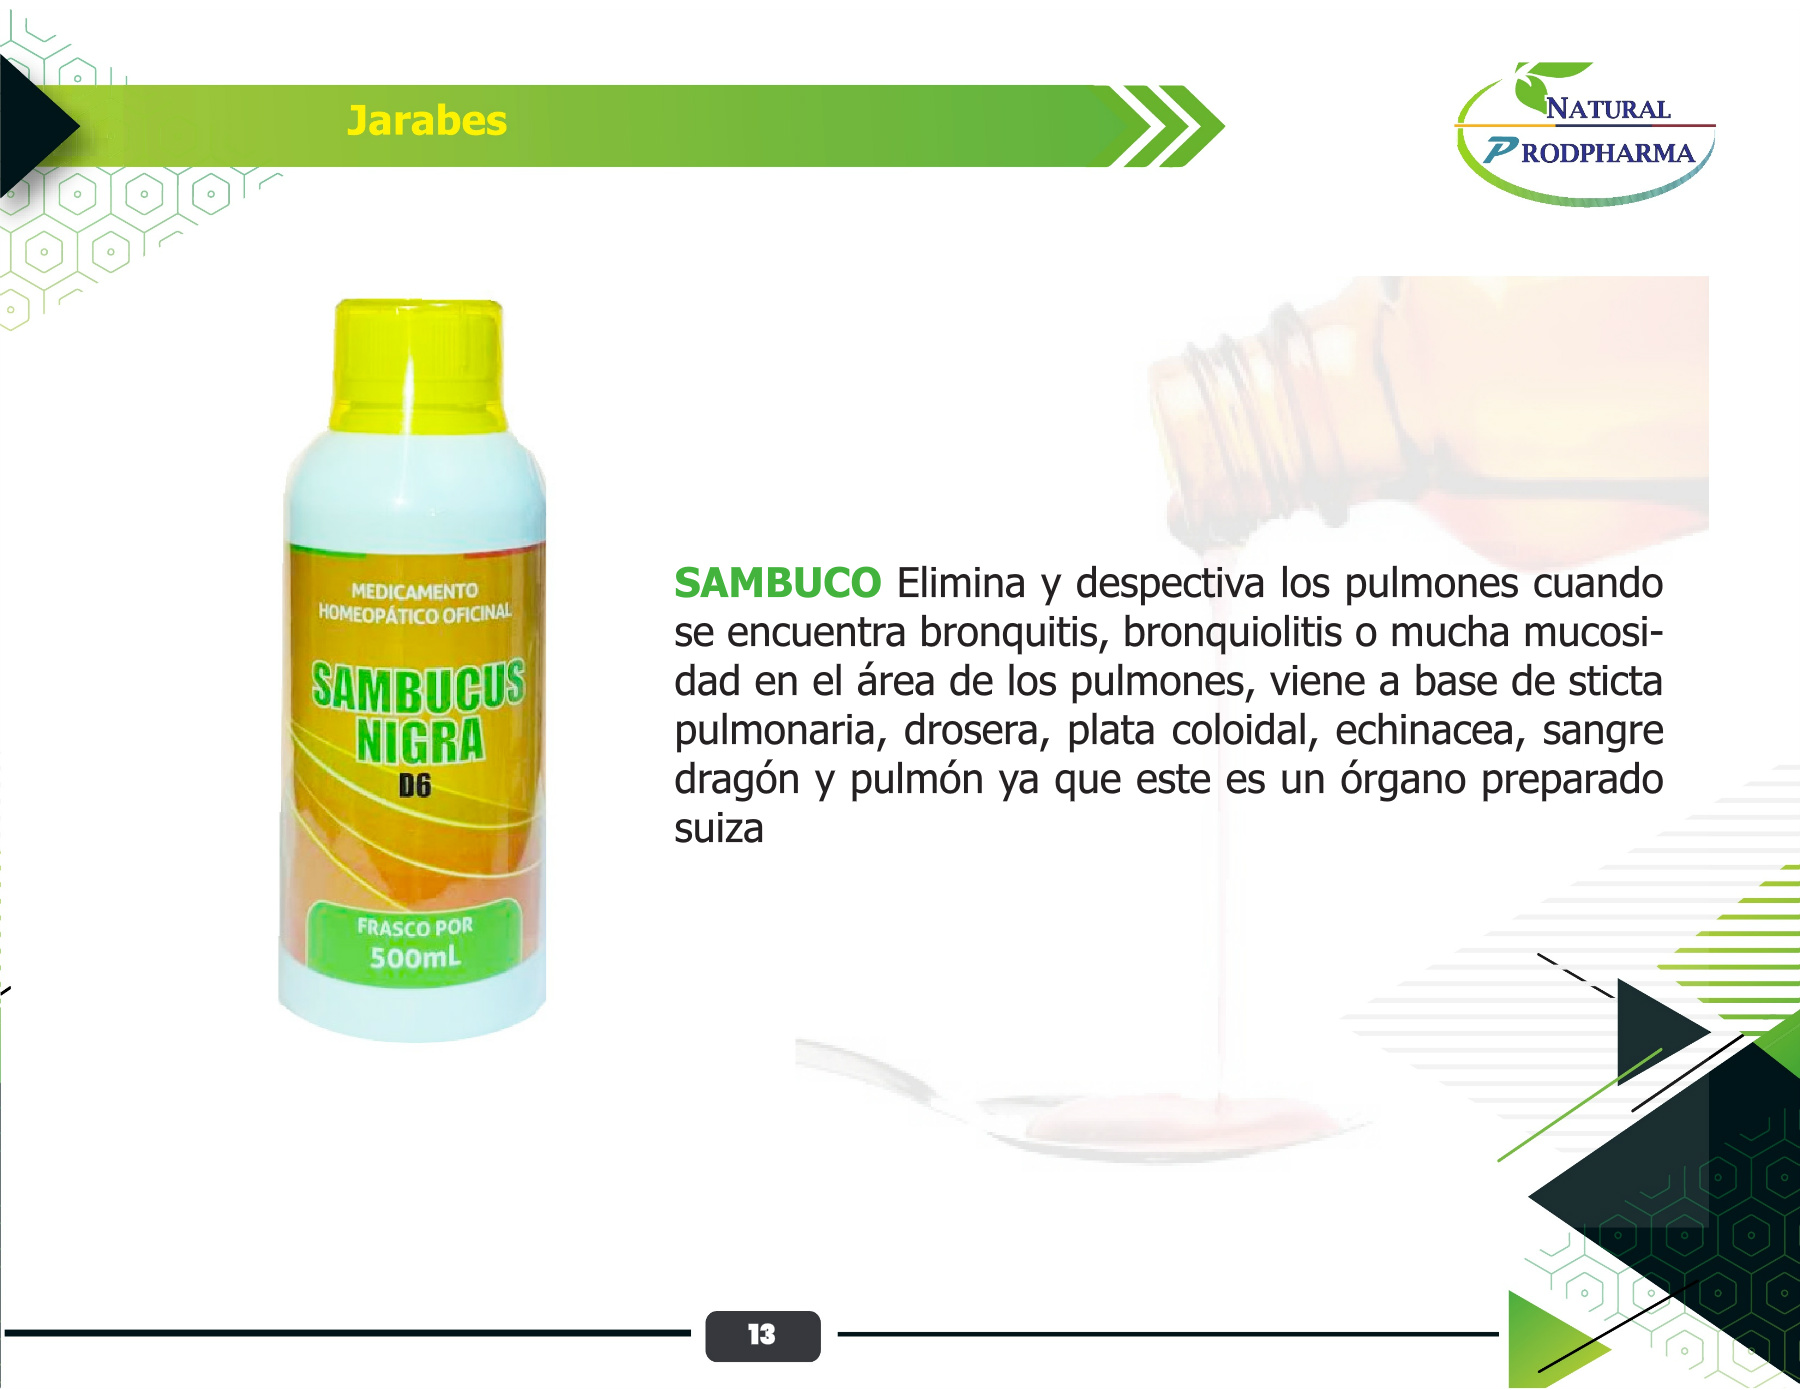 Jarabes
NATURAL
PRODPHARMA
MEDICAMENTO
HOMEOPÁTICO OFICINAL
SAMBUCUS
NIGRA
D6
FRASCO POR
500mL
SAMBUCO Elimina y despectiva los pulmones cuando
se encuentra bronquitis, bronquiolitis o mucha mucosi-
dad en el área de los pulmones, viene a base de sticta
pulmonaria, drosera, plata coloidal, echinacea, sangre
dragón y pulmón ya que este es un órgano preparado
suiza
13